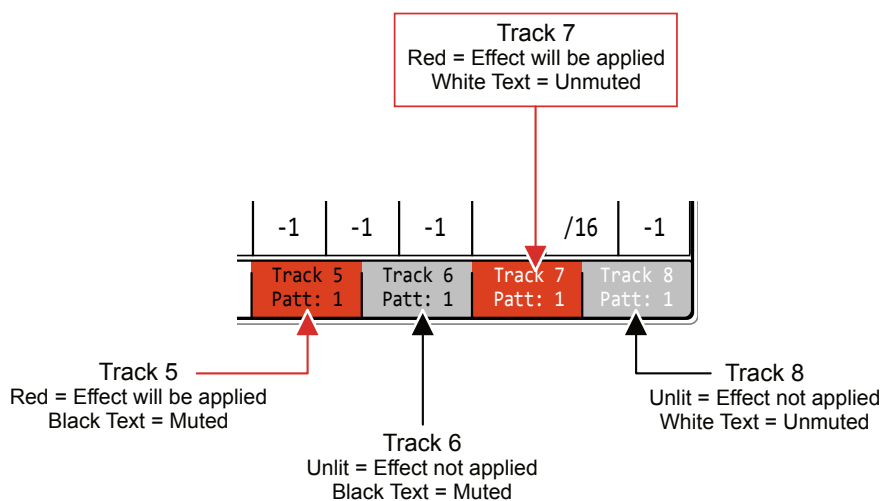 Track 7
Red = Effect will be applied
White Text = Unmuted
-1 -1 -1 /16 -1
Track 5 Track 6 Track 7 Track 8
Patt: 1 Patt: 1 Patt: 1 Patt: 1
Track 5
Red = Effect will be applied
Black Text = Muted
Track 8
Unlit = Effect not applied
White Text = Unmuted
Track 6
Unlit = Effect not applied
Black Text = Muted